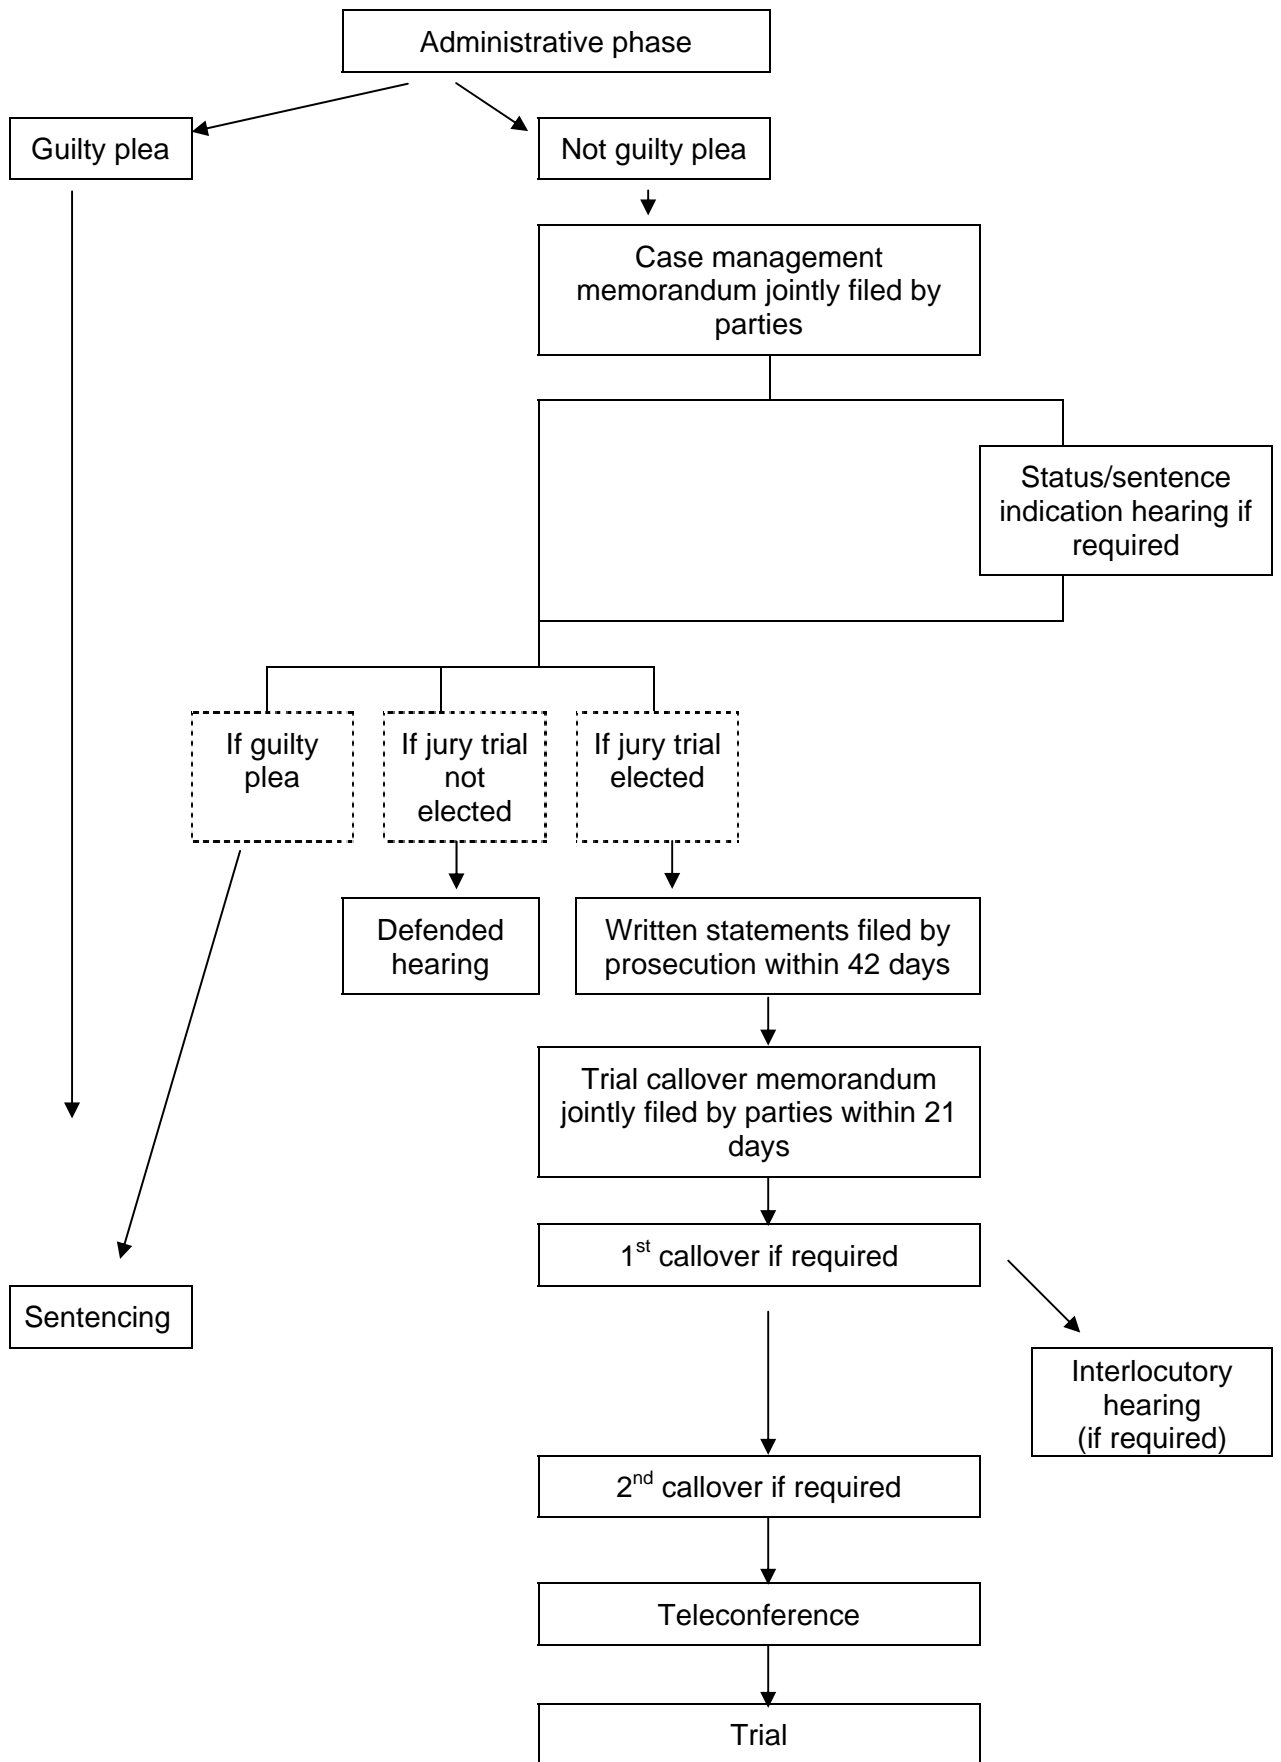 Administrative phase
Guilty plea
Not guilty plea
Case management
memorandum jointly filed by
parties
Status/sentence
indication hearing if
required
If guilty
plea
If jury trial
not
elected
If jury trial
elected
Defended
hearing
Written statements filed by
prosecution within 42 days
Trial callover memorandum
jointly filed by parties within 21
days
1st callover if required
Sentencing
Interlocutory
hearing
(if required)
2nd callover if required
Teleconference
Trial